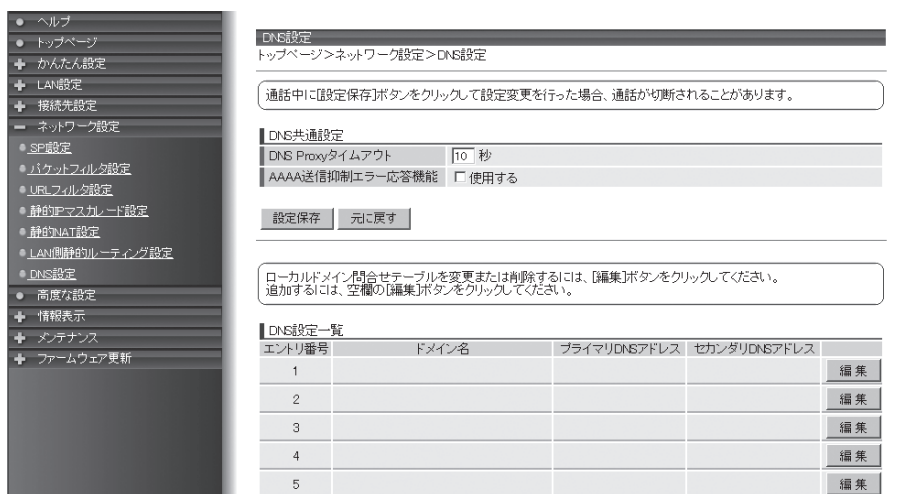 ヘルプ
トップページ
かんたん設定
LAN設定
接続先設定
ネットワーク設定
SPI設定
パケットフィルタ設定
URLフィルタ設定
静的IPマスカレード設定
静的NAT設定
LAN側静的ルーティング設定
DNS設定
高度な設定
情報表示
メンテナンス
ファームウェア更新
DNS設定
トップページ>ネットワーク設定>DNS設定
通話中に[設定保存]ボタンをクリックして設定変更を行った場合、通話が切断されることがあります。
DNS共通設定
DNS Proxyタイムアウト 10 秒
AAAA送信抑制エラー応答機能 使用する
設定保存 元に戻す
ローカルドメイン問合せテーブルを変更または削除するには、[編集]ボタンをクリックしてください。
追加するには、空欄の[編集]ボタンをクリックしてください。
DNS設定一覧
エントリ番号 ドメイン名 プライマリDNSアドレス セカンダリDNSアドレス
1 編集
2 編集
3 編集
4 編集
5 編集